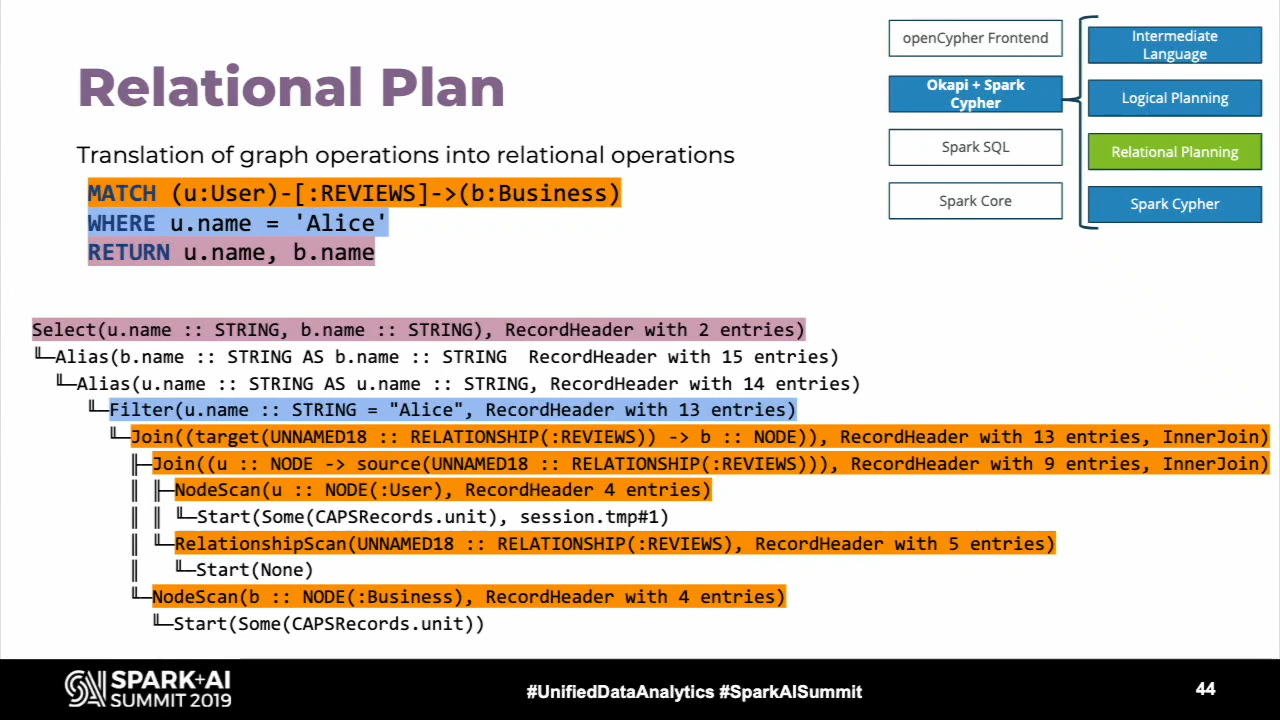 Relational Plan
Translation of graph operations into relational operations
MATCH (u:User)-[:REVIEWS]->(b:Business)
WHERE u.name = 'Alice'
RETURN u.name, b.name
openCypher Frontend
Okapi + Spark
Cypher
Spark SQL
Spark Core
Intermediate
Language
Logical Planning
Relational Planning
Spark Cypher
Select(u.name :: STRING, b.name :: STRING), RecordHeader with 2 entries)
╙─Alias(b.name :: STRING AS b.name :: STRING  RecordHeader with 15 entries)
╙─Alias(u.name :: STRING AS u.name :: STRING, RecordHeader with 14 entries)
╙─Filter(u.name :: STRING = "Alice", RecordHeader with 13 entries)
╙─Join((target(UNNAMED18 :: RELATIONSHIP(:REVIEWS)) -> b :: NODE)), RecordHeader with 13 entries, InnerJoin)
╟─Join((u :: NODE -> source(UNNAMED18 :: RELATIONSHIP(:REVIEWS))), RecordHeader with 9 entries, InnerJoin)
║ ╟─NodeScan(u :: NODE(:User), RecordHeader 4 entries)
║ ║ ╙─Start(Some(CAPSRecords.unit), session.tmp#1)
║ ╙─RelationshipScan(UNNAMED18 :: RELATIONSHIP(:REVIEWS), RecordHeader with 5 entries)
║   ╙─Start(None)
╙─NodeScan(b :: NODE(:Business), RecordHeader with 4 entries)
╙─Start(Some(CAPSRecords.unit))
SPARK+AI
SUMMIT 2019
#UnifiedDataAnalytics #SparkAISummit
44